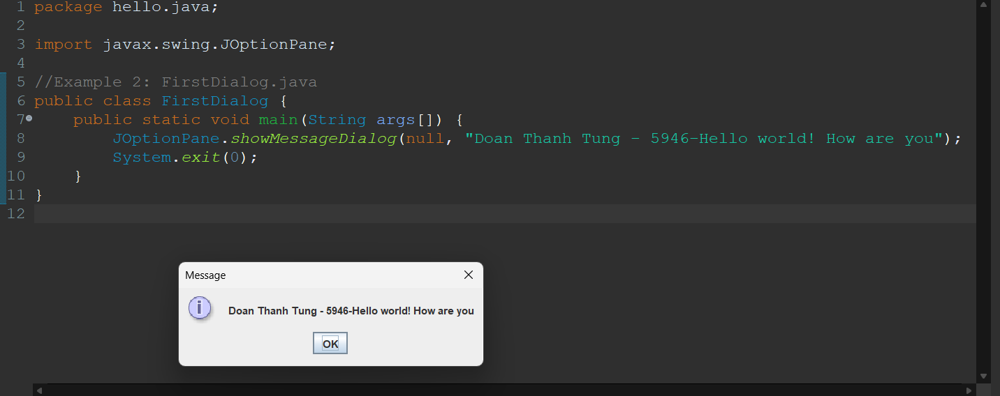 1 package hello.java;
2
3 import javax.swing.JOptionPane;
4
5 //Example 2: FirstDialog.java
6 public class FirstDialog {
7     public static void main(String args[]) {
8         JOptionPane.showMessageDialog(null, "Doan Thanh Tung - 5946-Hello world! How are you");
9         System.exit(0);
10     }
11 }
12
Message
i
Doan Thanh Tung - 5946-Hello world! How are you
OK